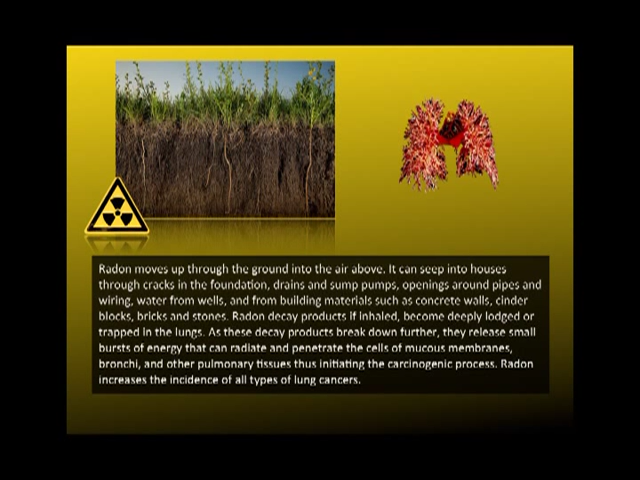 Radon moves up through the ground into the air above. It can seep into houses
through cracks in the foundation, drains and sump pumps, openings around pipes and
wiring, water from wells, and from building materials such as concrete walls, cinder
blocks, bricks and stones. Radon decay products if inhaled, become deeply lodged or
trapped in the lungs. As these decay products break down further, they release small
bursts of energy that can radiate and penetrate the cells of mucous membranes,
bronchi, and other pulmonary tissues thus initiating the carcinogenic process. Radon
increases the incidence of all types of lung cancers.